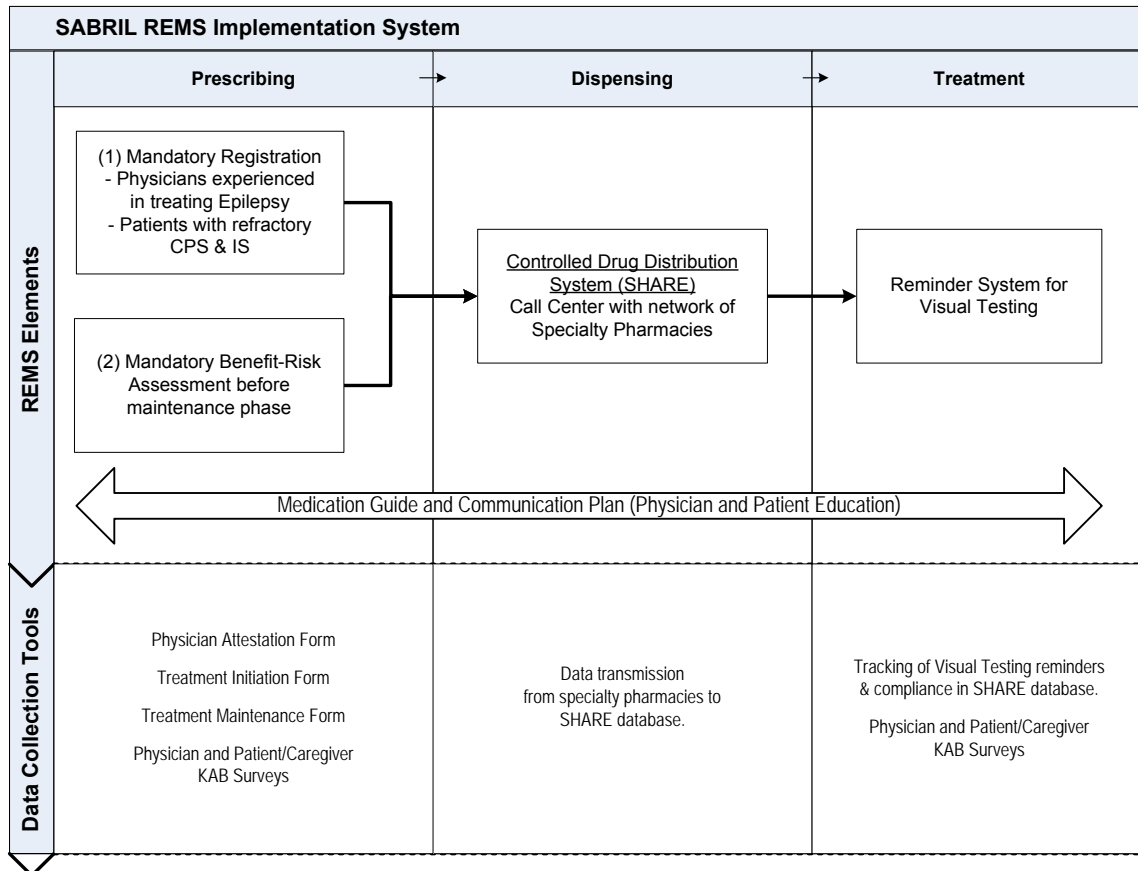 SABRIL REMS Implementation System
Prescribing
Dispensing
Treatment
REMS Elements
(1) Mandatory Registration
- Physicians experienced
in treating Epilepsy
- Patients with refractory
CPS & IS
(2) Mandatory Benefit-Risk
Assessment before
maintenance phase
Controlled Drug Distribution
System (SHARE)
Call Center with network of
Specialty Pharmacies
Reminder System for
Visual Testing
Medication Guide and Communication Plan (Physician and Patient Education)
Data Collection Tools
Physician Attestation Form
Treatment Initiation Form
Treatment Maintenance Form
Physician and Patient/Caregiver
KAB Surveys
Data transmission
from specialty pharmacies to
SHARE database.
Tracking of Visual Testing reminders
& compliance in SHARE database.
Physician and Patient/Caregiver
KAB Surveys